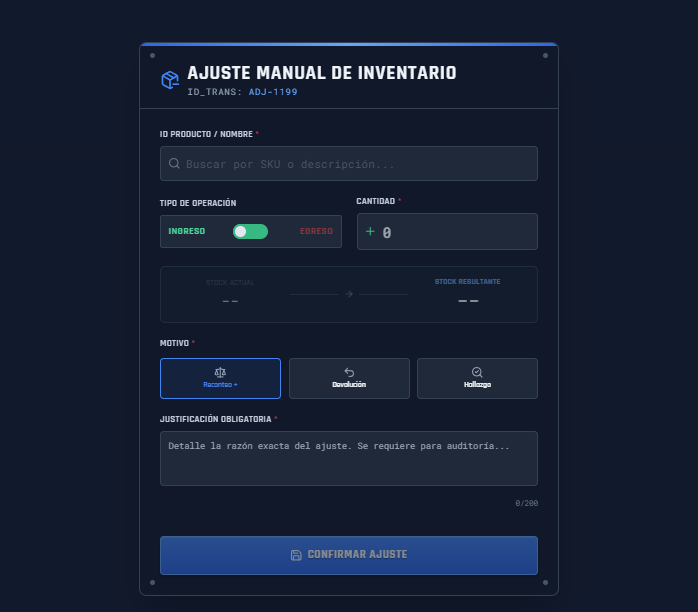 AJUSTE MANUAL DE INVENTARIO
ID_TRANS: ADJ-1199
ID PRODUCTO / NOMBRE *
Buscar por SKU o descripción...
TIPO DE OPERACIÓN
CANTIDAD *
INGRESO EGRESO
+ 0
STOCK ACTUAL
STOCK RESULTANTE
--
--
MOTIVO *
Reconteo +
Devolución
Hallazgo
JUSTIFICACIÓN OBLIGATORIA *
Detalle la razón exacta del ajuste. Se requiere para auditoría...
0/200
CONFIRMAR AJUSTE